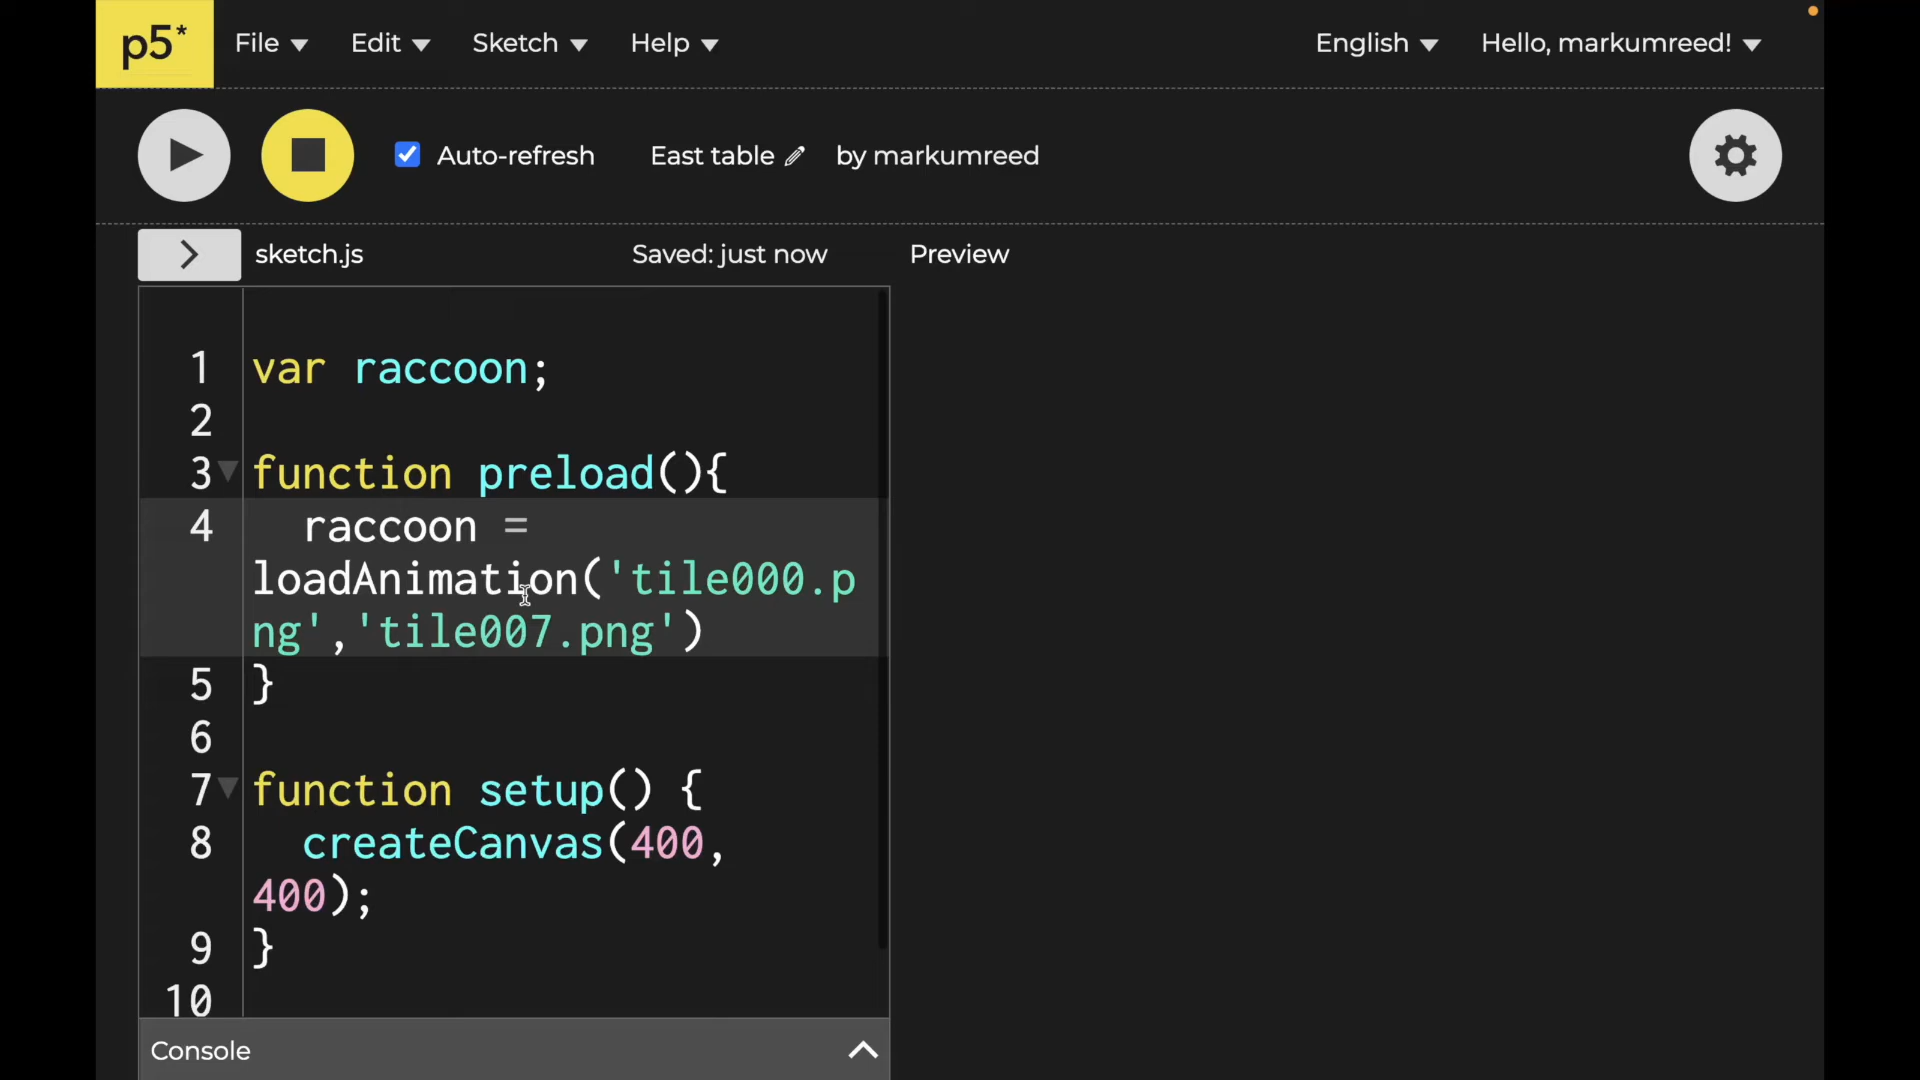 p5* File Edit Sketch Help English Hello, markumreed!
Auto-refresh East table by markumreed
sketch.js Saved: just now Preview
1 var raccoon;
2
3 function preload(){
4   raccoon =
loadAnimation('tile000.p
ng','tile007.png')
5 }
6
7 function setup() {
8   createCanvas(400,
400);
9 }
10
Console